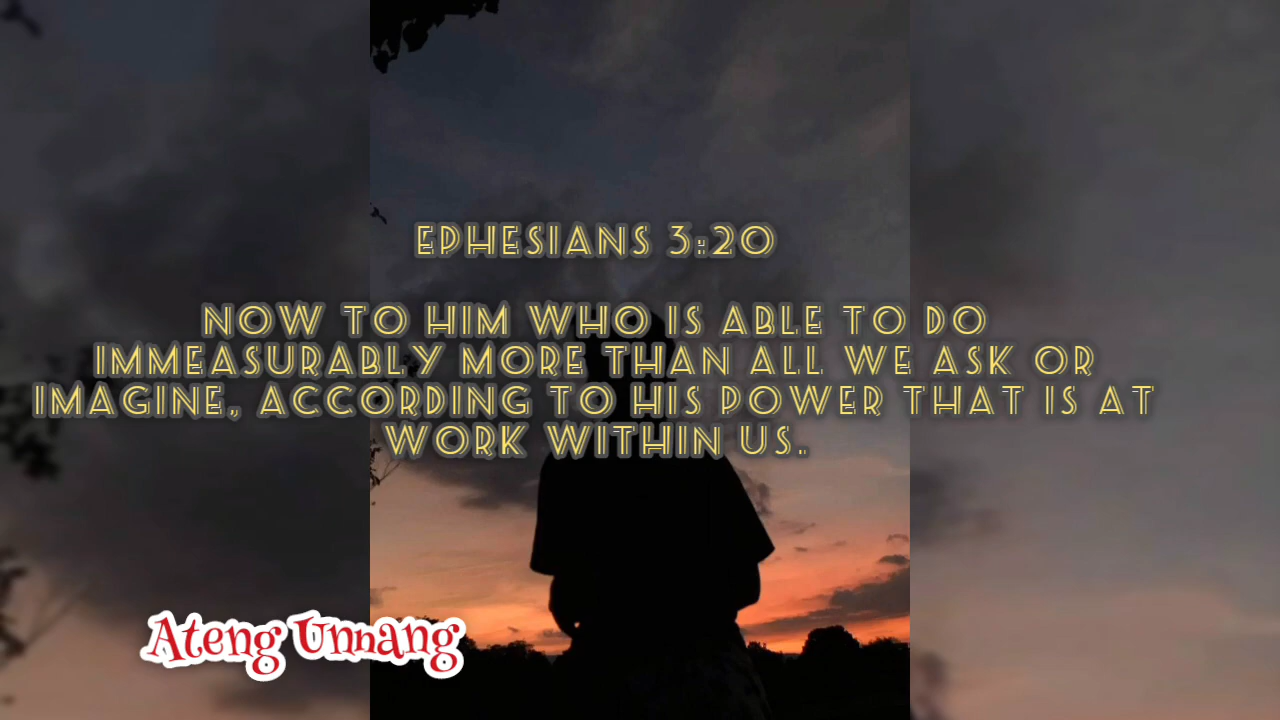 EPHESIANS 3:20
NOW TO HIM WHO IS ABLE TO DO
IMMEASURABLY MORE THAN ALL WE ASK OR
IMAGINE, ACCORDING TO HIS POWER THAT IS AT
WORK WITHIN US.
Ateng Unnang